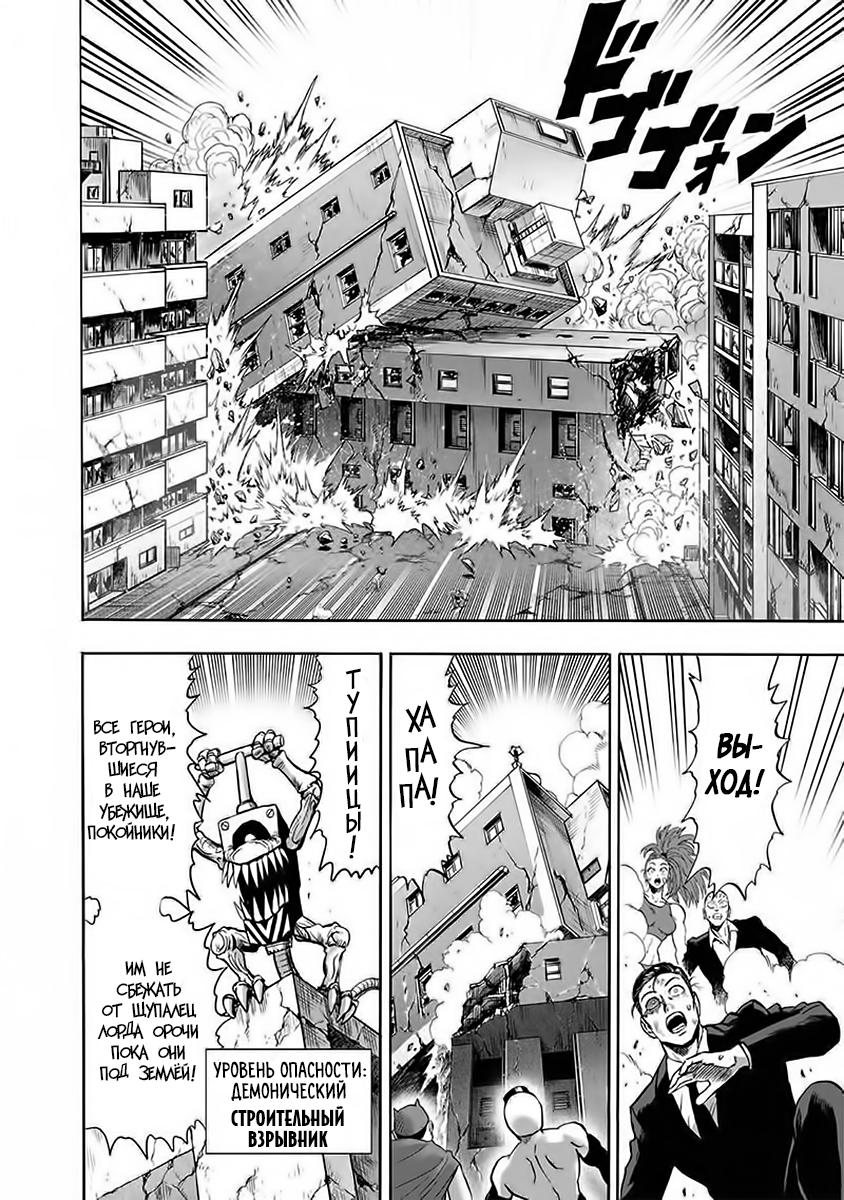 ドゴゴォン
ВЫ-
ХОД!
ХА
ПА
ПА!
ТУПИИЦЫ!
ВСЕ ГЕРОИ,
ВТОРГНУВ-
ШИЕСЯ
В НАШЕ
УБЕЖИЩЕ,
ПОКОЙНИКИ!
ИМ НЕ
СБЕЖАТЬ
ОТ ЩУПАЛЕЦ
ЛОРДА ОРОЧИ
ПОКА ОНИ
ПОД ЗЕМЛЁЙ!
УРОВЕНЬ ОПАСНОСТИ:
ДЕМОНИЧЕСКИЙ
СТРОИТЕЛЬНЫЙ
ВЗРЫВНИК